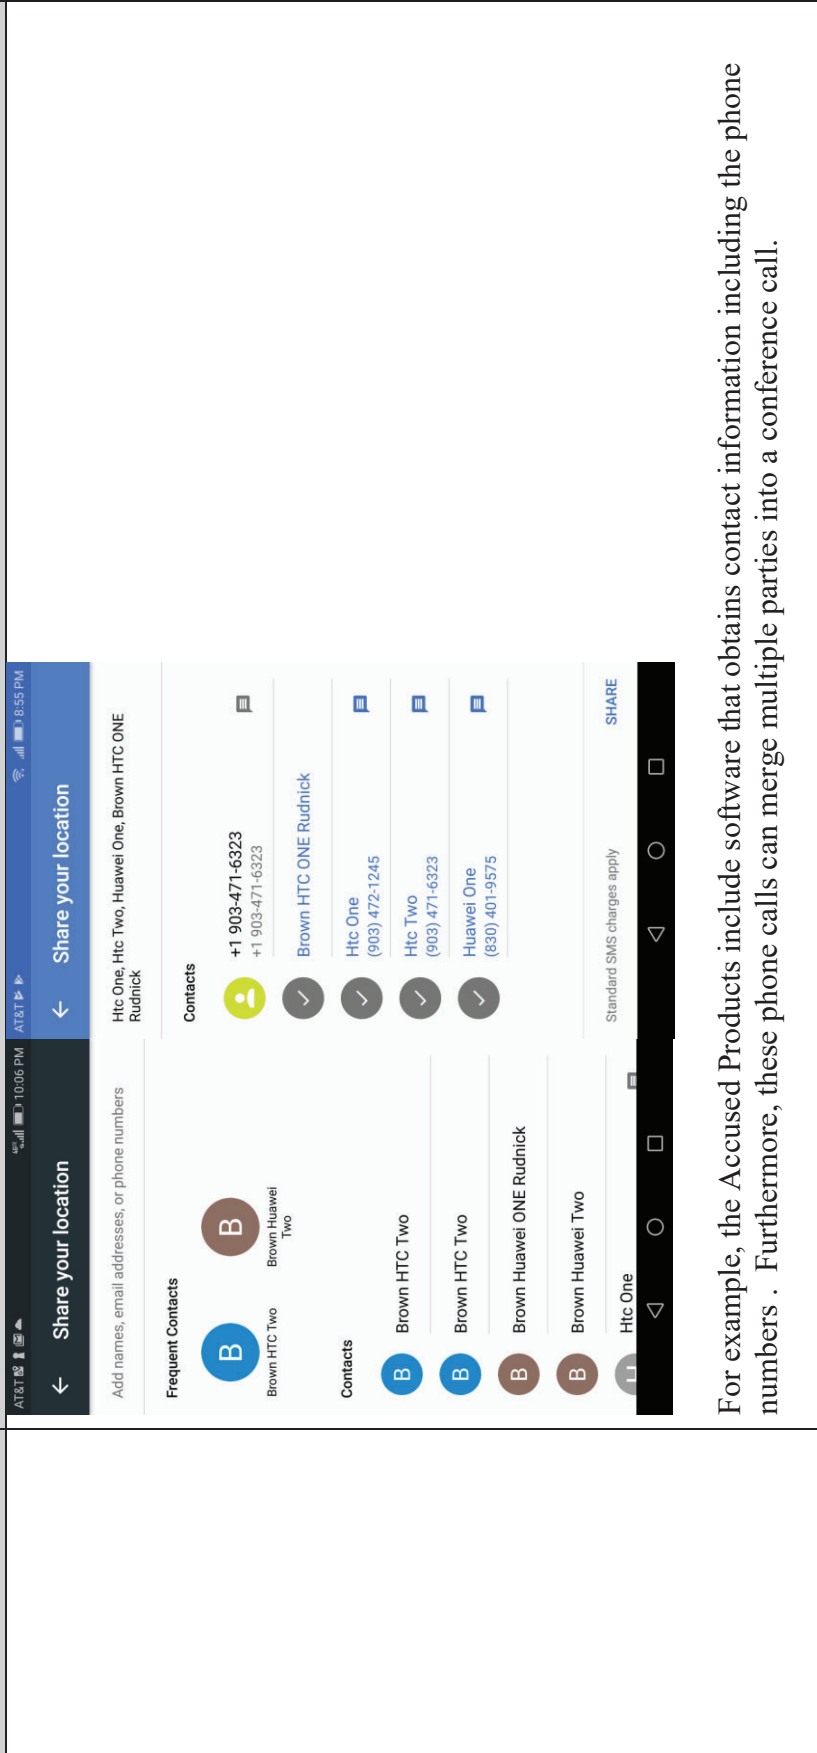 AT&T
10:06 PM
Share your location
Add names, email addresses, or phone numbers
Frequent Contacts
B
B
Brown HTC Two
Brown Huawei
Two
Contacts
B
Brown HTC Two
B
Brown HTC Two
B
Brown Huawei ONE Rudnick
B
Brown Huawei Two
Htc One
AT&T
8:55 PM
Share your location
Htc One, Htc Two, Huawei One, Brown HTC ONE
Rudnick
Contacts
+1 903-471-6323
+1 903-471-6323
Brown HTC ONE Rudnick
Htc One
(903) 472-1245
Htc Two
(903) 471-6323
Huawei One
(830) 401-9575
Standard SMS charges apply
SHARE
For example, the Accused Products include software that obtains contact information including the phone
numbers . Furthermore, these phone calls can merge multiple parties into a conference call.